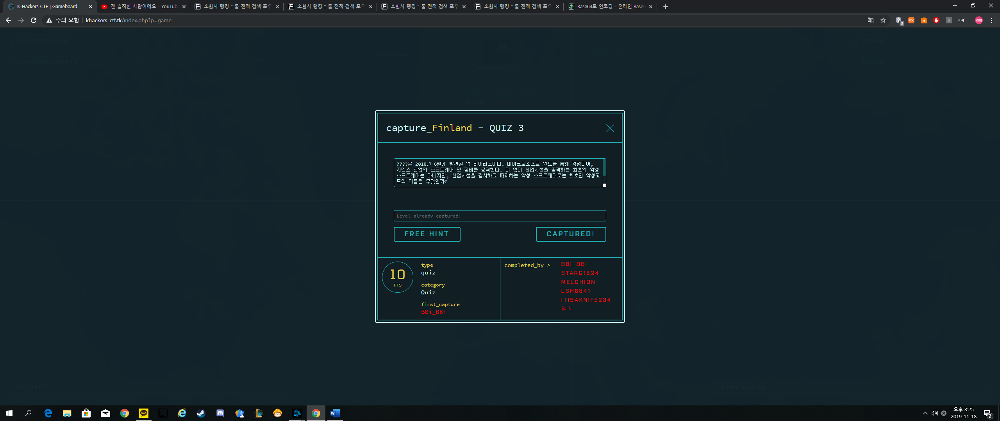 K-Hackers CTF | Gameboard
전 솔직한 사람이에요 - YouTube
소환사 랭킹 :: 롤 전적 검색 포우
소환사 랭킹 :: 롤 전적 검색 포우
소환사 랭킹 :: 롤 전적 검색 포우
소환사 랭킹 :: 롤 전적 검색 포우
Base64로 인코딩 - 온라인 Base6
주의 요함
khackers-ctf.tk/index.php?p=game
경민
LEADERBOARD
ANNOUNCEMENTS
TEAMS
FILTER
capture_Finland - QUIZ 3
????은 2010년 6월에 발견된 웜 바이러스이다. 마이크로소프트 윈도를 통해 감염되어,
지멘스 산업의 소프트웨어 및 장비를 공격한다. 이 웜이 산업시설을 공격하는 최초의 악성
소프트웨어는 아니지만, 산업시설을 감시하고 파괴하는 악성 소프트웨어로는 최초인 악성코
드의 이름은 무엇인가?
Level already captured!
FREE HINT
CAPTURED!
10
PTS
type
quiz
category
Quiz
first_capture
BBi_BBi
completed_by >
BBI_BBI
STARG1624
MELCHION
LSH6841
ITISAKNIFE234
임시
ACTIVITY
GAME CLOCK
오후 3:25
2019-11-18
2